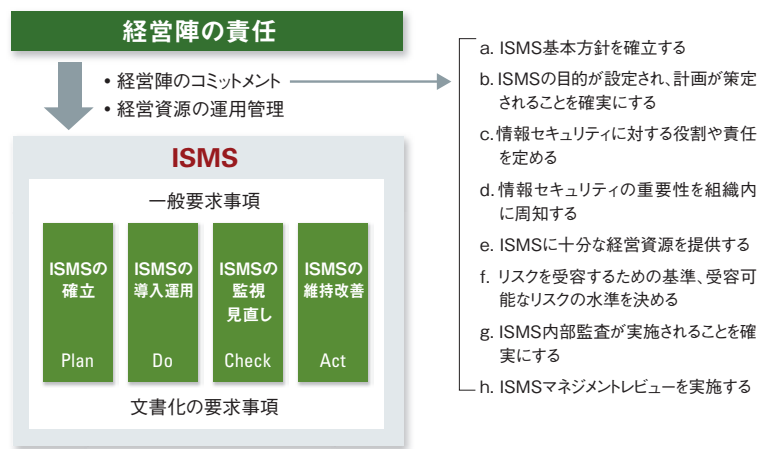 経営陣の責任
• 経営陣のコミットメント
• 経営資源の運用管理
ISMS
一般要求事項
ISMSの
確立
Plan
ISMSの
導入運用
Do
ISMSの
監視
見直し
Check
ISMSの
維持改善
Act
文書化の要求事項
a. ISMS基本方針を確立する
b. ISMSの目的が設定され、計画が策定
されることを確実にする
c. 情報セキュリティに対する役割や責任
を定める
d. 情報セキュリティの重要性を組織内
に周知する
e. ISMSに十分な経営資源を提供する
f. リスクを受容するための基準、受容可
能なリスクの水準を決める
g. ISMS内部監査が実施されることを確
実にする
h. ISMSマネジメントレビューを実施する